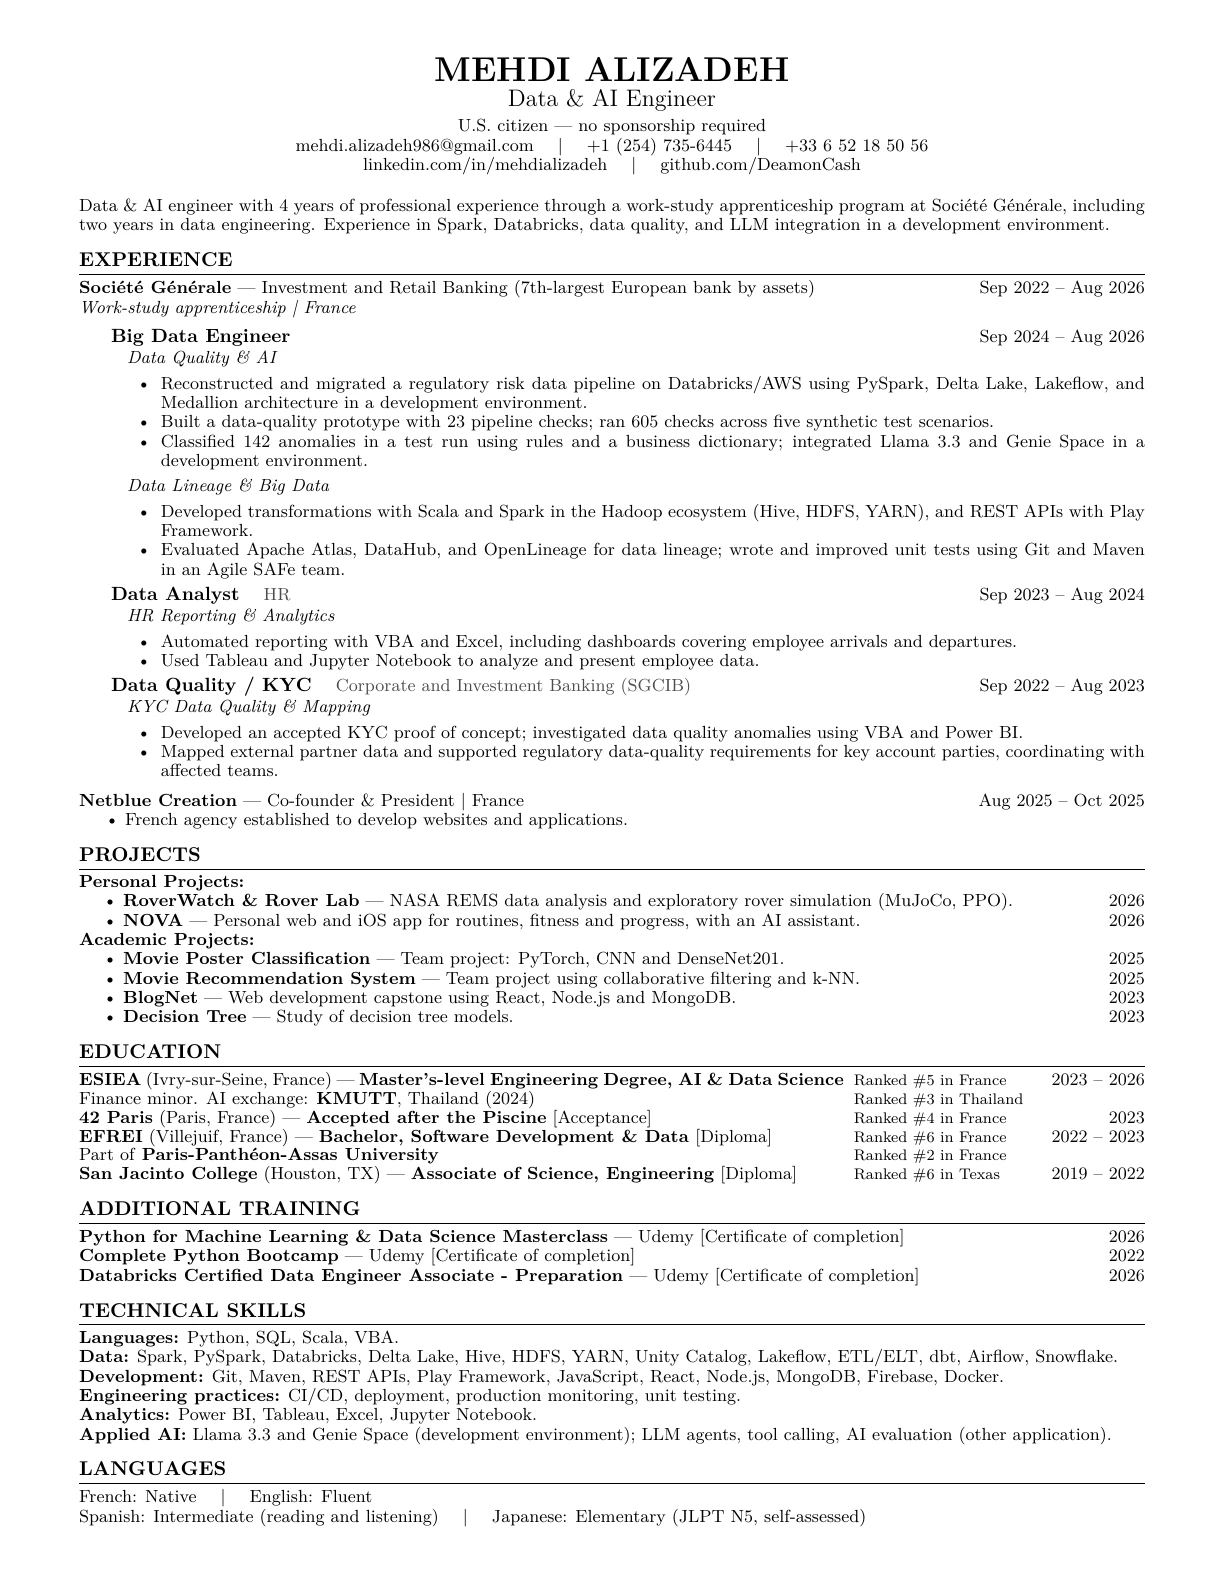 MEHDI ALIZADEH
Data & AI Engineer
U.S. citizen — no sponsorship required
mehdi.alizadeh986@gmail.com | +1 (254) 735-6445 | +33 6 52 18 50 56
linkedin.com/in/mehdializadeh | github.com/DeamonCash
Data & AI engineer with 4 years of professional experience through a work-study apprenticeship program at Société Générale, including
two years in data engineering. Experience in Spark, Databricks, data quality, and LLM integration in a development environment.
EXPERIENCE
Société Générale — Investment and Retail Banking (7th-largest European bank by assets) Sep 2022 – Aug 2026
Work-study apprenticeship | France
Big Data Engineer Sep 2024 – Aug 2026
Data Quality & AI
• Reconstructed and migrated a regulatory risk data pipeline on Databricks/AWS using PySpark, Delta Lake, Lakeflow, and
Medallion architecture in a development environment.
• Built a data-quality prototype with 23 pipeline checks; ran 605 checks across five synthetic test scenarios.
• Classified 142 anomalies in a test run using rules and a business dictionary; integrated Llama 3.3 and Genie Space in a
development environment.
Data Lineage & Big Data
• Developed transformations with Scala and Spark in the Hadoop ecosystem (Hive, HDFS, YARN), and REST APIs with Play
Framework.
• Evaluated Apache Atlas, DataHub, and OpenLineage for data lineage; wrote and improved unit tests using Git and Maven
in an Agile SAFe team.
Data Analyst HR Sep 2023 – Aug 2024
HR Reporting & Analytics
• Automated reporting with VBA and Excel, including dashboards covering employee arrivals and departures.
• Used Tableau and Jupyter Notebook to analyze and present employee data.
Data Quality / KYC Corporate and Investment Banking (SGCIB) Sep 2022 – Aug 2023
KYC Data Quality & Mapping
• Developed an accepted KYC proof of concept; investigated data quality anomalies using VBA and Power BI.
• Mapped external partner data and supported regulatory data-quality requirements for key account parties, coordinating with
affected teams.
Netblue Creation — Co-founder & President | France Aug 2025 – Oct 2025
• French agency established to develop websites and applications.
PROJECTS
Personal Projects:
• RoverWatch & Rover Lab — NASA REMS data analysis and exploratory rover simulation (MuJoCo, PPO). 2026
• NOVA — Personal web and iOS app for routines, fitness and progress, with an AI assistant. 2026
Academic Projects:
• Movie Poster Classification — Team project: PyTorch, CNN and DenseNet201. 2025
• Movie Recommendation System — Team project using collaborative filtering and k-NN. 2025
• BlogNet — Web development capstone using React, Node.js and MongoDB. 2023
• Decision Tree — Study of decision tree models. 2023
EDUCATION
ESIEA (Ivry-sur-Seine, France) — Master's-level Engineering Degree, AI & Data Science Ranked #5 in France 2023 – 2026
Finance minor. AI exchange: KMUTT, Thailand (2024) Ranked #3 in Thailand
42 Paris (Paris, France) — Accepted after the Piscine [Acceptance] Ranked #4 in France 2023
EFREI (Villejuif, France) — Bachelor, Software Development & Data [Diploma] Ranked #6 in France 2022 – 2023
Part of Paris-Panthéon-Assas University Ranked #2 in France
San Jacinto College (Houston, TX) — Associate of Science, Engineering [Diploma] Ranked #6 in Texas 2019 – 2022
ADDITIONAL TRAINING
Python for Machine Learning & Data Science Masterclass — Udemy [Certificate of completion] 2026
Complete Python Bootcamp — Udemy [Certificate of completion] 2022
Databricks Certified Data Engineer Associate - Preparation — Udemy [Certificate of completion] 2026
TECHNICAL SKILLS
Languages: Python, SQL, Scala, VBA.
Data: Spark, PySpark, Databricks, Delta Lake, Hive, HDFS, YARN, Unity Catalog, Lakeflow, ETL/ELT, dbt, Airflow, Snowflake.
Development: Git, Maven, REST APIs, Play Framework, JavaScript, React, Node.js, MongoDB, Firebase, Docker.
Engineering practices: CI/CD, deployment, production monitoring, unit testing.
Analytics: Power BI, Tableau, Excel, Jupyter Notebook.
Applied AI: Llama 3.3 and Genie Space (development environment); LLM agents, tool calling, AI evaluation (other application).
LANGUAGES
French: Native | English: Fluent
Spanish: Intermediate (reading and listening) | Japanese: Elementary (JLPT N5, self-assessed)